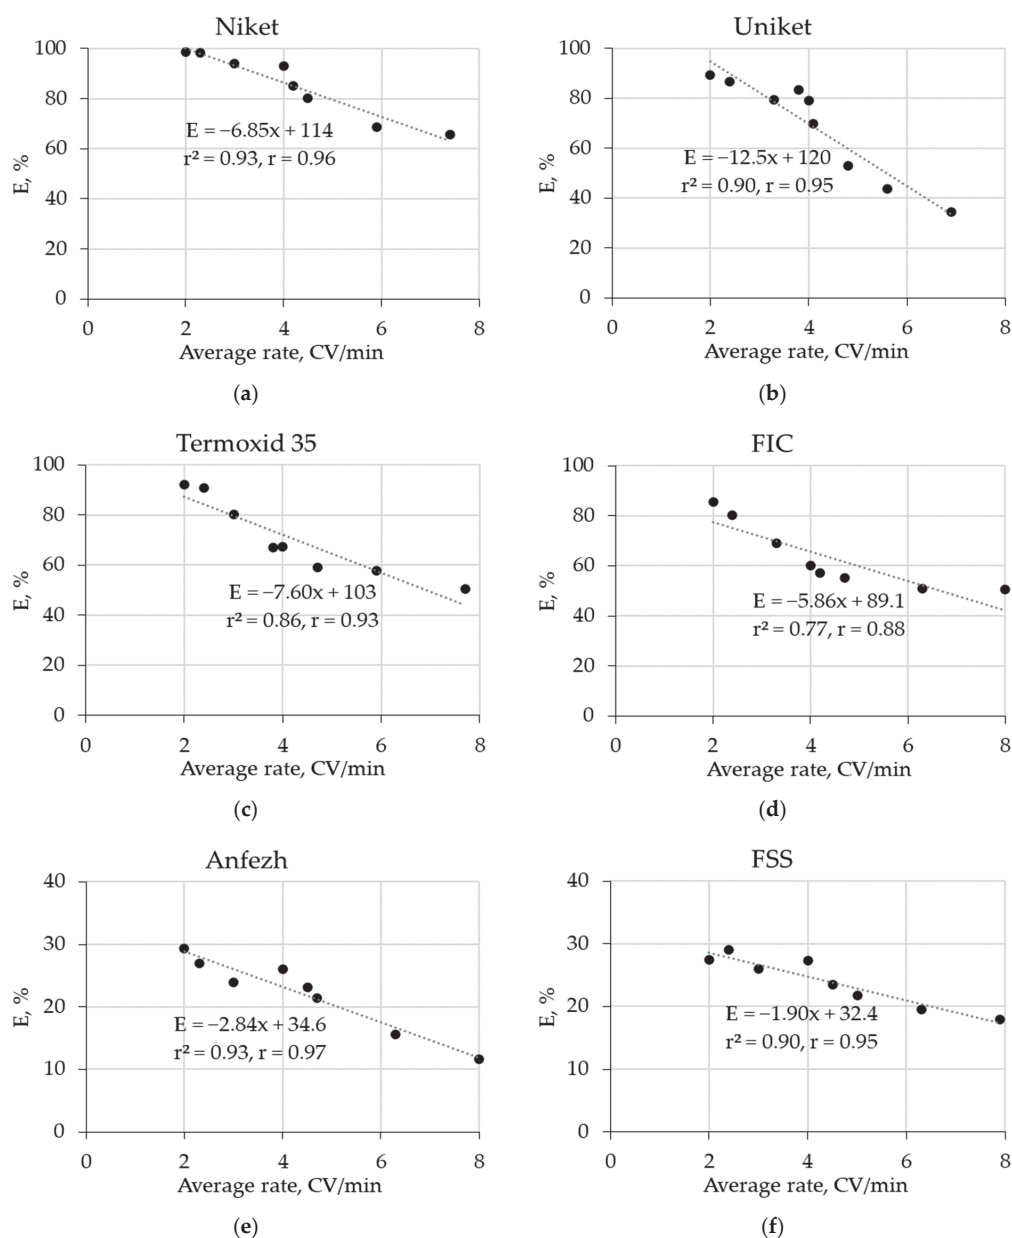 Niket
100
80
60
40
20
0
E, %
E = −6.85x + 114
r² = 0.93, r = 0.96
0 2 4 6 8
Average rate, CV/min
(a)
Uniket
100
80
60
40
20
0
E, %
E = −12.5x + 120
r² = 0.90, r = 0.95
0 2 4 6 8
Average rate, CV/min
(b)
Termoxid 35
100
80
60
40
20
0
E, %
E = −7.60x + 103
r² = 0.86, r = 0.93
0 2 4 6 8
Average rate, CV/min
(c)
FIC
100
80
60
40
20
0
E, %
E = −5.86x + 89.1
r² = 0.77, r = 0.88
0 2 4 6 8
Average rate, CV/min
(d)
Anfezh
40
30
20
10
0
E, %
E = −2.84x + 34.6
r² = 0.93, r = 0.97
0 2 4 6 8
Average rate, CV/min
(e)
FSS
40
30
20
10
0
E, %
E = −1.90x + 32.4
r² = 0.90, r = 0.95
0 2 4 6 8
Average rate, CV/min
(f)